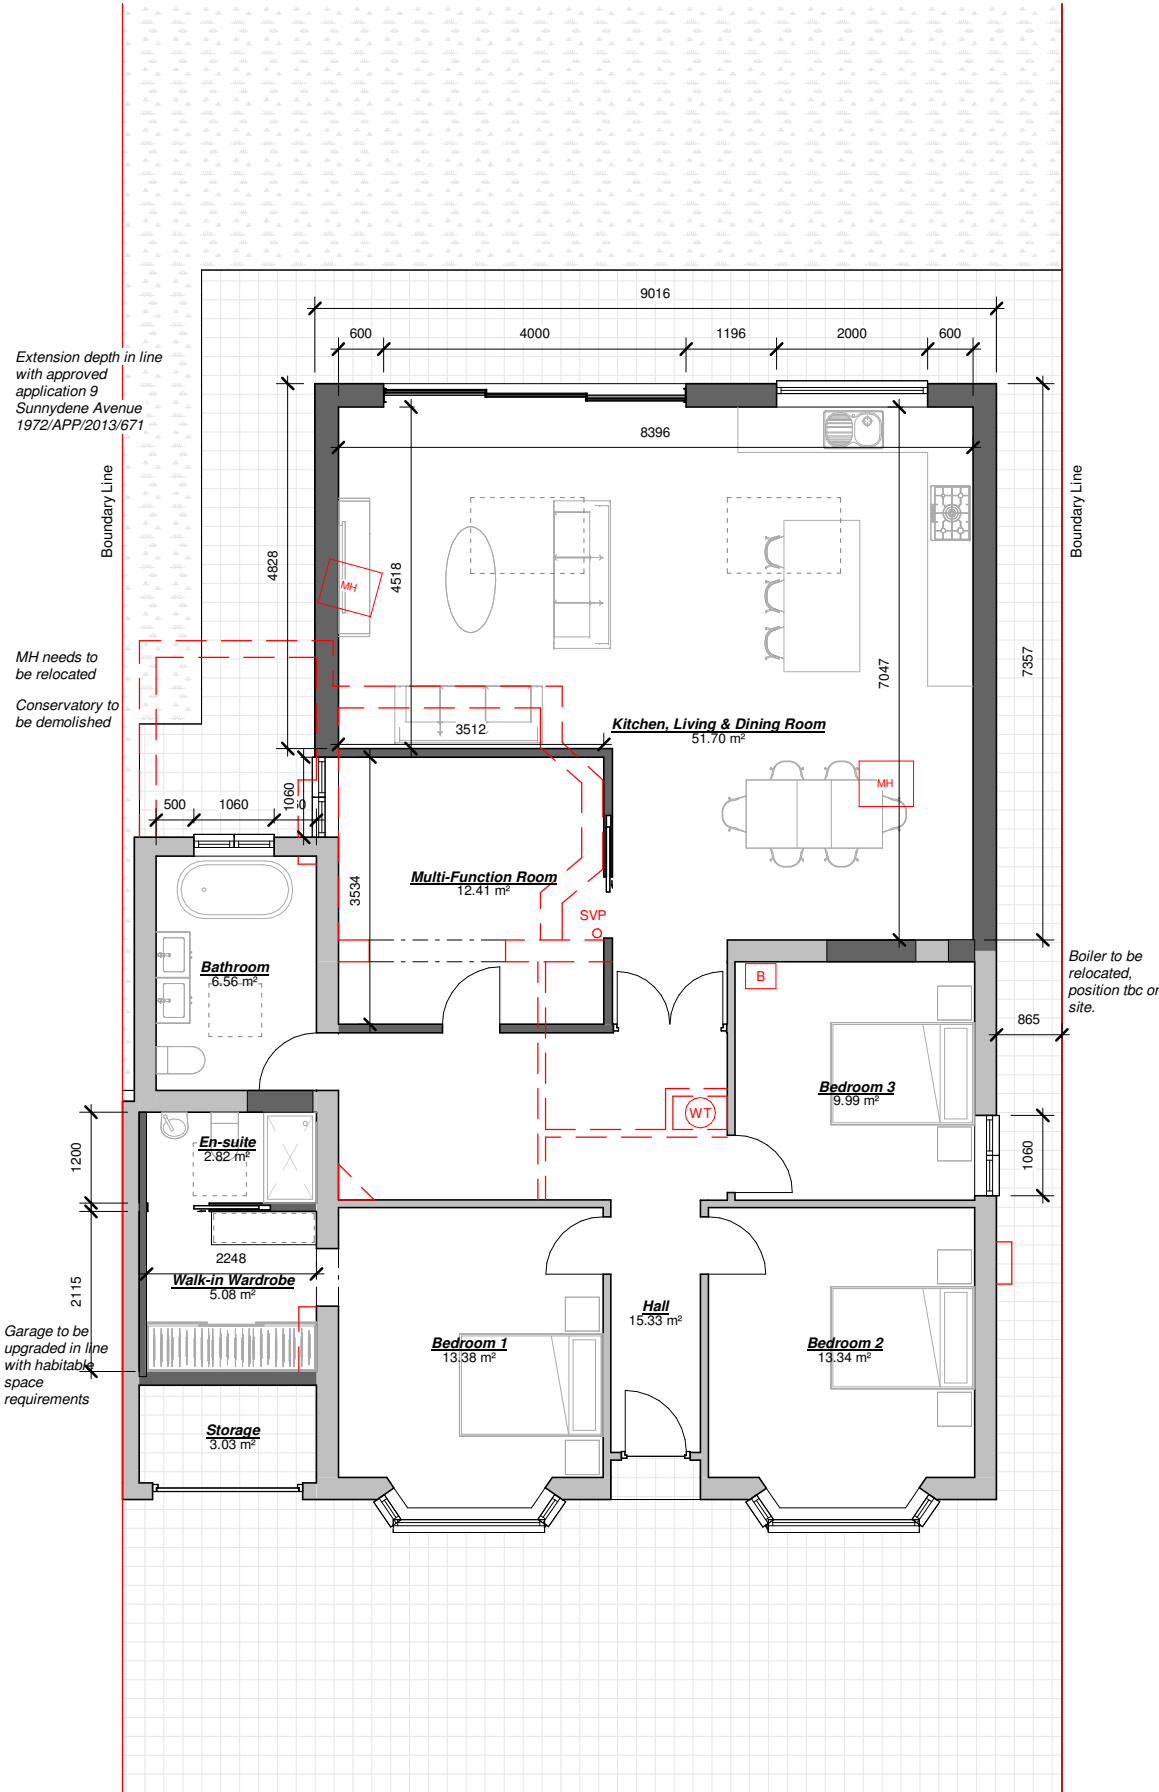 9016
600
4000
1196
2000
600
Extension depth in line
with approved
application 9
Sunnydene Avenue
1972/APP/2013/671
8396
Boundary Line
Boundary Line
4828
4518
MH
7047
7357
MH needs to
be relocated
Conservatory to
be demolished
3512
Kitchen, Living & Dining Room
51.70 m²
MH
500
1060
1060
3534
Multi-Function Room
12.41 m²
SVP
Bathroom
6.56 m²
B
Boiler to be
relocated,
position tbc or
site.
865
Bedroom 3
9.99 m²
WT
1200
En-suite
2.82 m²
1060
2248
Walk-in Wardrobe
5.08 m²
2115
Hall
15.33 m²
Garage to be
upgraded in line
with habitable
space
requirements
Bedroom 1
13.38 m²
Bedroom 2
13.34 m²
Storage
3.03 m²